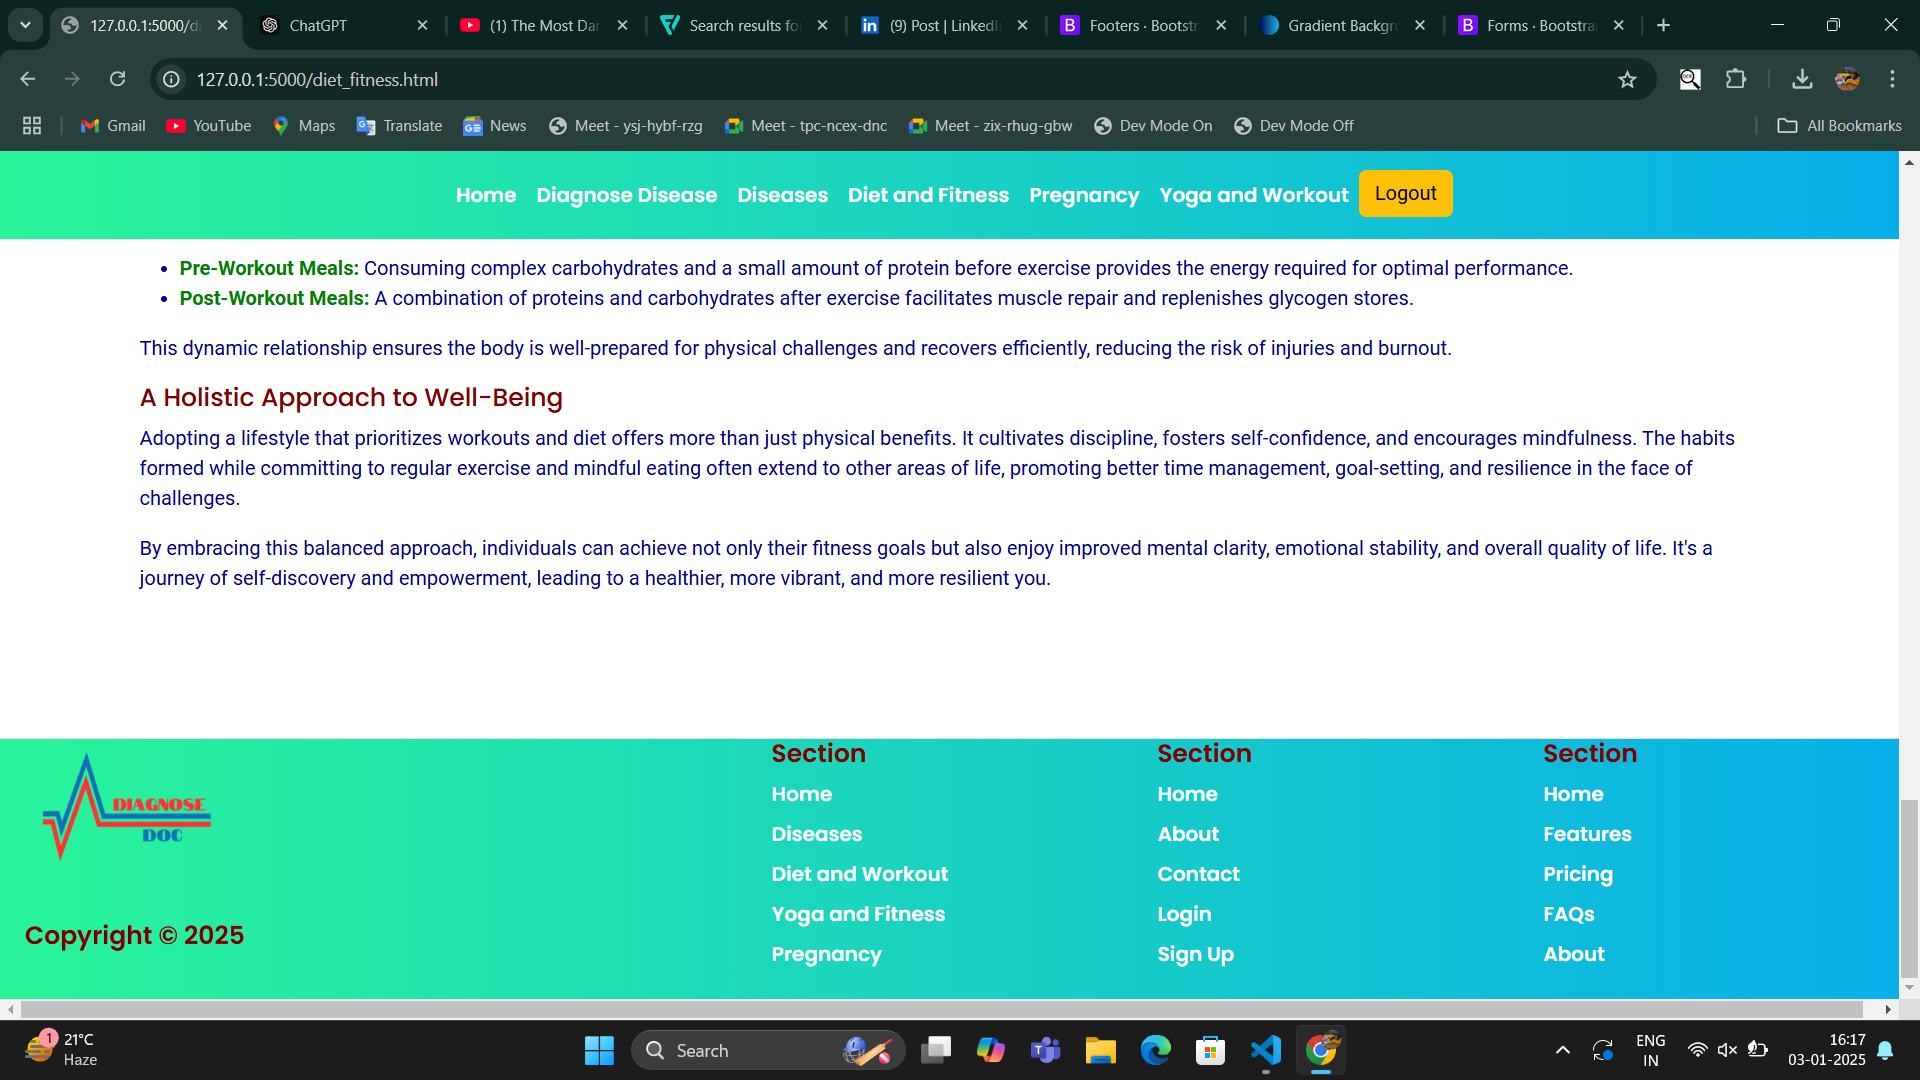 127.0.0.1:5000/di
ChatGPT
(1) The Most Dar
Search results fo
(9) Post | LinkedI
Footers · Bootstr
Gradient Backgro
Forms · Bootstra
127.0.0.1:5000/diet_fitness.html
Gmail
YouTube
Maps
Translate
News
Meet - ysj-hybf-rzg
Meet - tpc-ncex-dnc
Meet - zix-rhug-gbw
Dev Mode On
Dev Mode Off
All Bookmarks
Home Diagnose Disease Diseases Diet and Fitness Pregnancy Yoga and Workout Logout
• Pre-Workout Meals: Consuming complex carbohydrates and a small amount of protein before exercise provides the energy required for optimal performance.
• Post-Workout Meals: A combination of proteins and carbohydrates after exercise facilitates muscle repair and replenishes glycogen stores.
This dynamic relationship ensures the body is well-prepared for physical challenges and recovers efficiently, reducing the risk of injuries and burnout.
A Holistic Approach to Well-Being
Adopting a lifestyle that prioritizes workouts and diet offers more than just physical benefits. It cultivates discipline, fosters self-confidence, and encourages mindfulness. The habits
formed while committing to regular exercise and mindful eating often extend to other areas of life, promoting better time management, goal-setting, and resilience in the face of
challenges.
By embracing this balanced approach, individuals can achieve not only their fitness goals but also enjoy improved mental clarity, emotional stability, and overall quality of life. It's a
journey of self-discovery and empowerment, leading to a healthier, more vibrant, and more resilient you.
DIAGNOSE
DOC
Copyright © 2025
Section
Home
Diseases
Diet and Workout
Yoga and Fitness
Pregnancy
Section
Home
About
Contact
Login
Sign Up
Section
Home
Features
Pricing
FAQs
About
1
21°C
Haze
Search
ENG
IN
16:17
03-01-2025